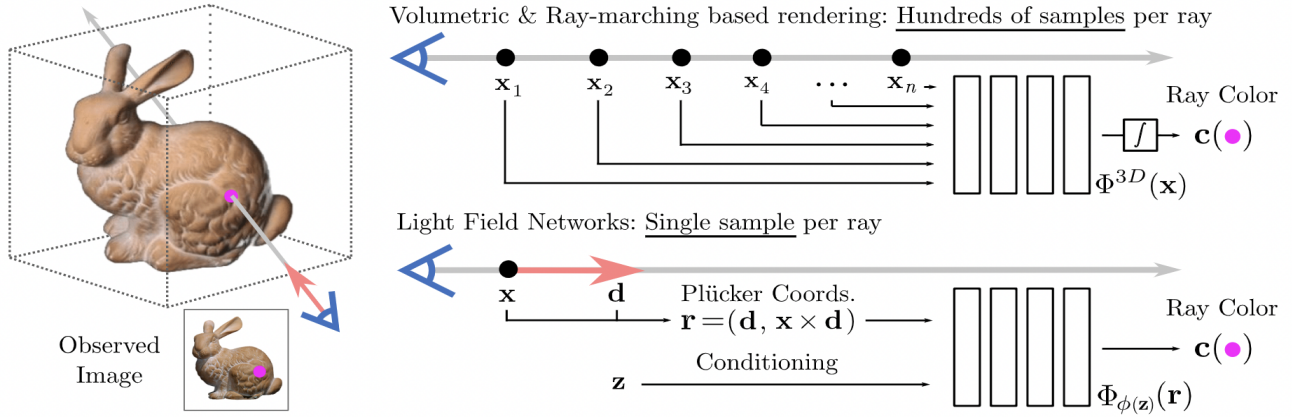 Volumetric & Ray-marching based rendering: Hundreds of samples per ray
x₁ x₂ x₃ x₄ ... xₙ
Ray Color
∫ c( )
Φ³ᴰ(x)
Light Field Networks: Single sample per ray
x d Plücker Coords.
r=(d, x × d)
Ray Color
c( )
Conditioning
z
Φ_ϕ(z)(r)
Observed
Image